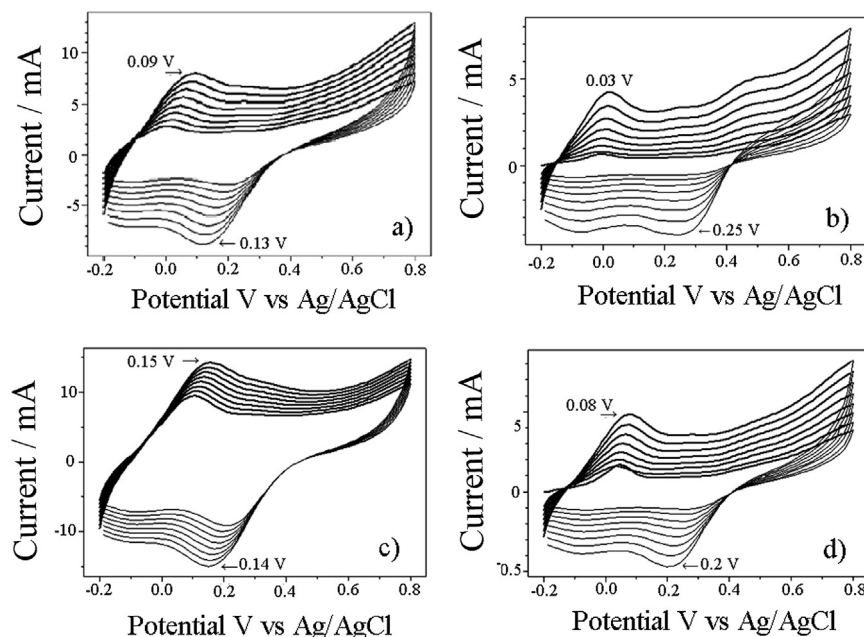 0.09 V →
Current / mA
10
5
0
-5
← 0.13 V
a)
-0.2 0.0 0.2 0.4 0.6 0.8
Potential V vs Ag/AgCl
0.03 V
Current / mA
5
0
← 0.25 V
b)
-0.2 0.0 0.2 0.4 0.6 0.8
Potential V vs Ag/AgCl
0.15 V →
Current / mA
10
0
-10
← 0.14 V
c)
-0.2 0.0 0.2 0.4 0.6 0.8
Potential V vs Ag/AgCl
0.08 V →
Current / mA
5
0
-0.5
← 0.2 V
d)
-0.2 0.0 0.2 0.4 0.6 0.8
Potential V vs Ag/AgCl